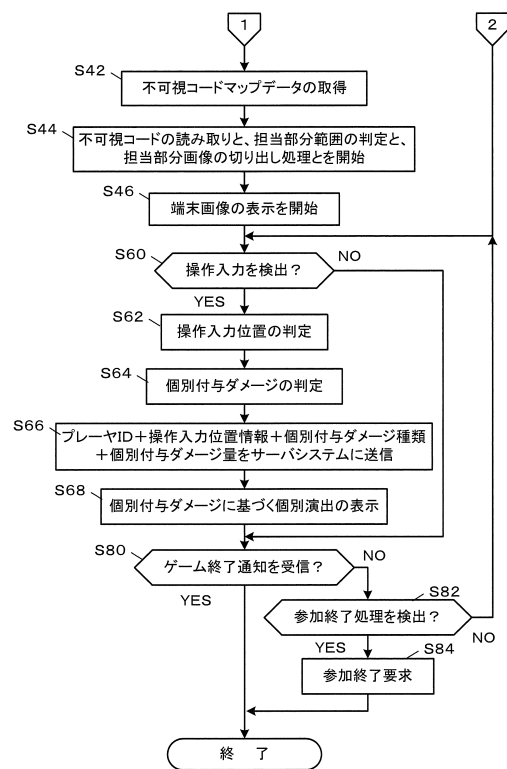 1
2
S42
不可視コードマップデータの取得
S44
不可視コードの読み取りと、担当部分範囲の判定と、
担当部分画像の切り出し処理とを開始
S46
端末画像の表示を開始
S60
操作入力を検出?
NO
YES
S62
操作入力位置の判定
S64
個別付与ダメージの判定
S66
プレーヤID+操作入力位置情報+個別付与ダメージ種類
+個別付与ダメージ量をサーバシステムに送信
S68
個別付与ダメージに基づく個別演出の表示
S80
ゲーム終了通知を受信?
NO
YES
S82
参加終了処理を検出?
NO
YES
S84
参加終了要求
終 了